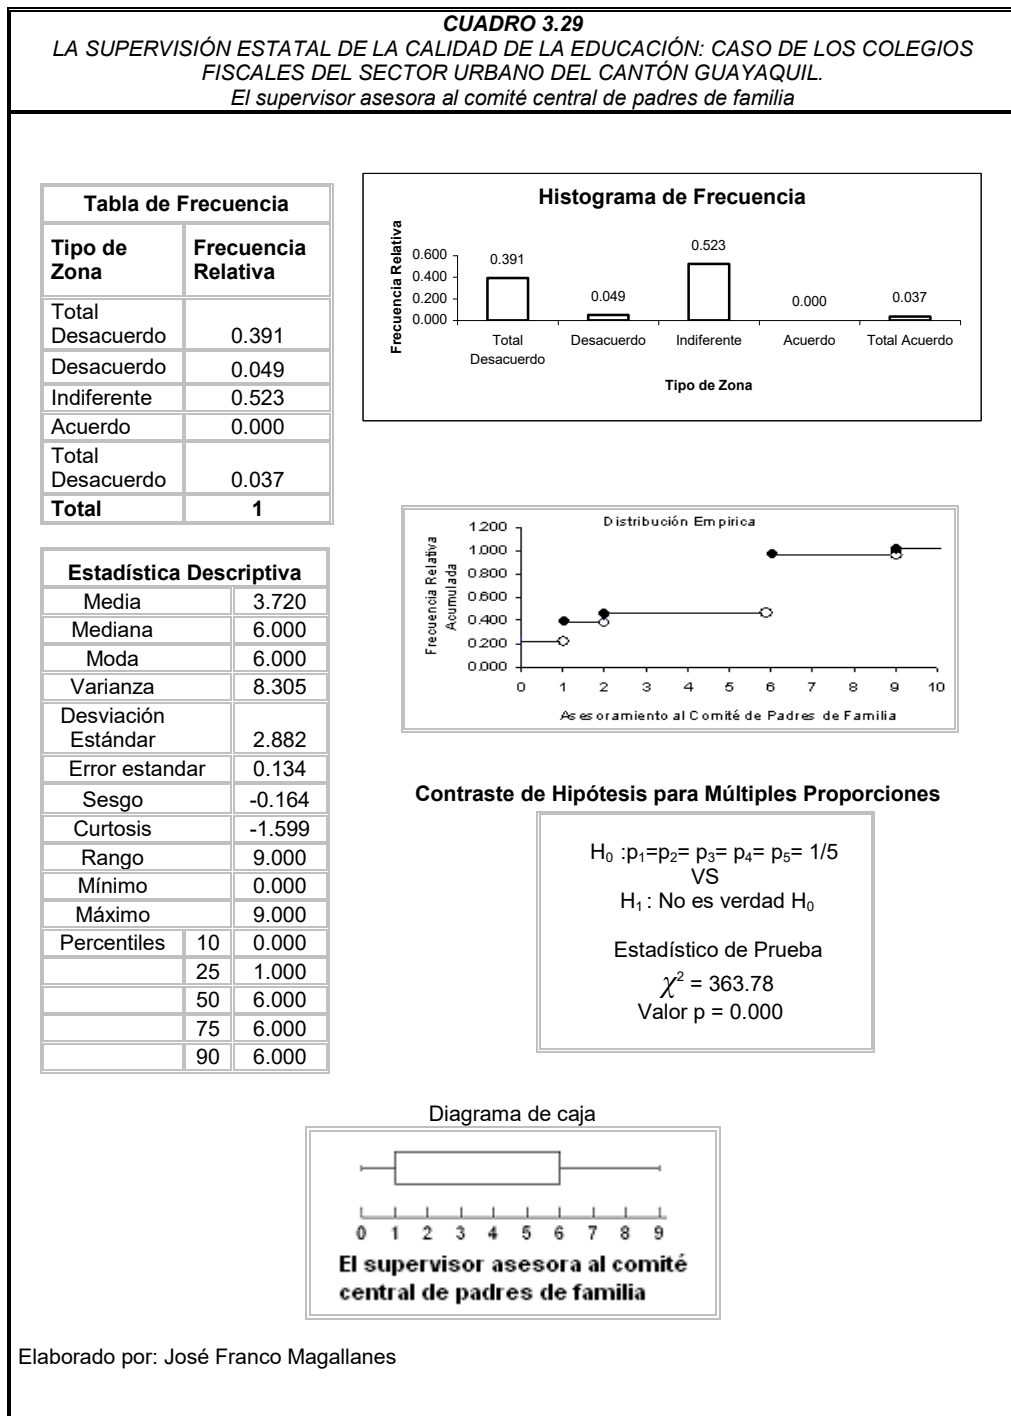 CUADRO 3.29
LA SUPERVISIÓN ESTATAL DE LA CALIDAD DE LA EDUCACIÓN: CASO DE LOS COLEGIOS
FISCALES DEL SECTOR URBANO DEL CANTÓN GUAYAQUIL.
El supervisor asesora al comité central de padres de familia
Tabla de Frecuencia
Tipo de Zona Frecuencia Relativa
Total Desacuerdo 0.391
Desacuerdo 0.049
Indiferente 0.523
Acuerdo 0.000
Total Desacuerdo 0.037
Total 1
Histograma de Frecuencia
Frecuencia Relativa
0.600
0.400
0.200
0.000
0.391 0.049 0.523 0.000 0.037
Total Desacuerdo Desacuerdo Indiferente Acuerdo Total Acuerdo
Tipo de Zona
Distribución Empirica
Frecuencia Relativa Acumulada
1.200
1.000
0.800
0.600
0.400
0.200
0.000
0 1 2 3 4 5 6 7 8 9 10
Asesoramiento al Comité de Padres de Familia
Estadística Descriptiva
Media 3.720
Mediana 6.000
Moda 6.000
Varianza 8.305
Desviación Estándar 2.882
Error estandar 0.134
Sesgo -0.164
Curtosis -1.599
Rango 9.000
Mínimo 0.000
Máximo 9.000
Percentiles 10 0.000
25 1.000
50 6.000
75 6.000
90 6.000
Contraste de Hipótesis para Múltiples Proporciones
H₀ :p₁=p₂= p₃= p₄= p₅= 1/5
VS
H₁ : No es verdad H₀
Estadístico de Prueba
χ² = 363.78
Valor p = 0.000
Diagrama de caja
0 1 2 3 4 5 6 7 8 9
El supervisor asesora al comité
central de padres de familia
Elaborado por: José Franco Magallanes